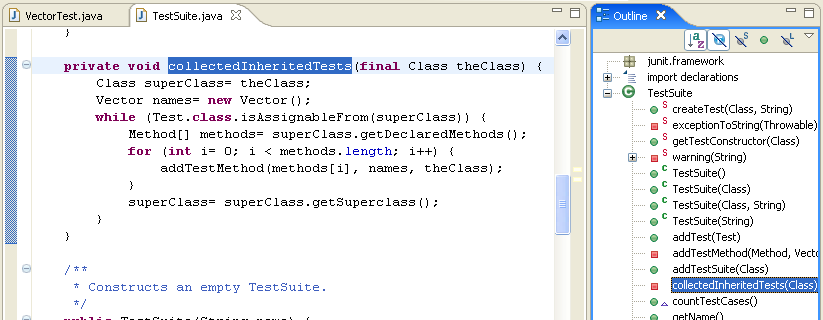 VectorTest.java
TestSuite.java
}
private void collectedInheritedTests(final Class theClass) {
Class superClass= theClass;
Vector names= new Vector();
while (Test.class.isAssignableFrom(superClass)) {
Method[] methods= superClass.getDeclaredMethods();
for (int i= 0; i < methods.length; i++) {
addTestMethod(methods[i], names, theClass);
}
superClass= superClass.getSuperclass();
}
}
/**
* Constructs an empty TestSuite.
*/
public TestSuite(String name) {
Outline
junit.framework
import declarations
TestSuite
createTest(Class, String)
exceptionToString(Throwable)
getTestConstructor(Class)
warning(String)
TestSuite()
TestSuite(Class)
TestSuite(Class, String)
TestSuite(String)
addTest(Test)
addTestMethod(Method, Vecto
addTestSuite(Class)
collectedInheritedTests(Class)
countTestCases()
getName()